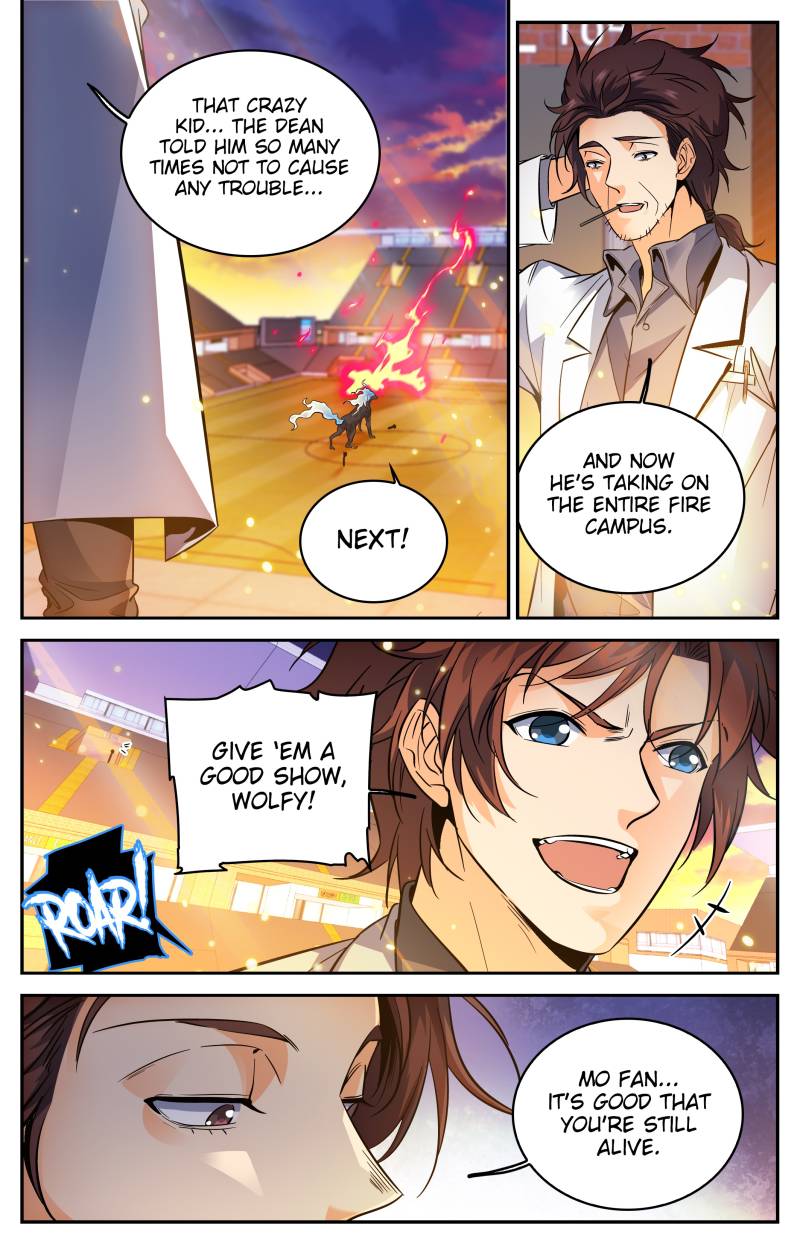 THAT CRAZY
KID... THE DEAN
TOLD HIM SO MANY
TIMES NOT TO CAUSE
ANY TROUBLE...
NEXT!
AND NOW
HE'S TAKING ON
THE ENTIRE FIRE
CAMPUS.
GIVE 'EM A
GOOD SHOW,
WOLFY!
ROAR!
MO FAN...
IT'S GOOD THAT
YOU'RE STILL
ALIVE.